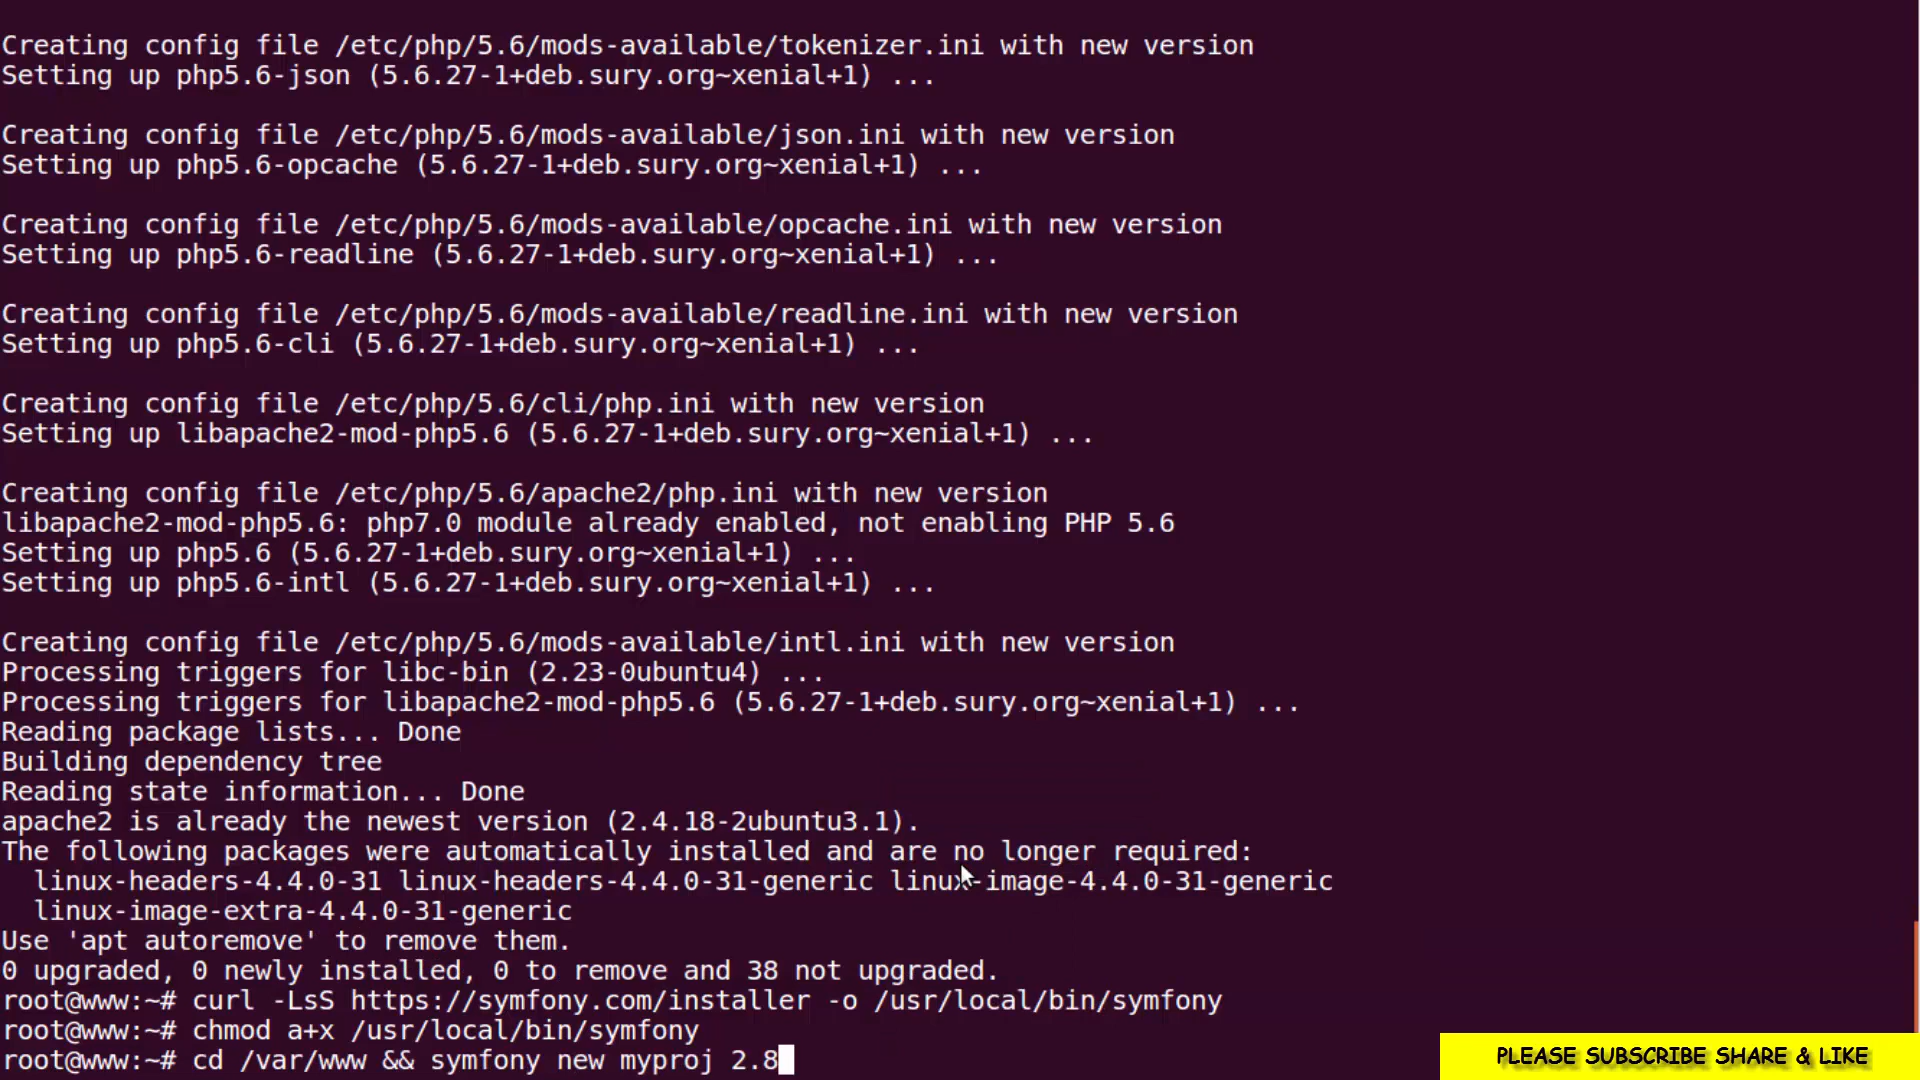 Creating config file /etc/php/5.6/mods-available/tokenizer.ini with new version
Setting up php5.6-json (5.6.27-1+deb.sury.org~xenial+1) ...
Creating config file /etc/php/5.6/mods-available/json.ini with new version
Setting up php5.6-opcache (5.6.27-1+deb.sury.org~xenial+1) ...
Creating config file /etc/php/5.6/mods-available/opcache.ini with new version
Setting up php5.6-readline (5.6.27-1+deb.sury.org~xenial+1) ...
Creating config file /etc/php/5.6/mods-available/readline.ini with new version
Setting up php5.6-cli (5.6.27-1+deb.sury.org~xenial+1) ...
Creating config file /etc/php/5.6/cli/php.ini with new version
Setting up libapache2-mod-php5.6 (5.6.27-1+deb.sury.org~xenial+1) ...
Creating config file /etc/php/5.6/apache2/php.ini with new version
libapache2-mod-php5.6: php7.0 module already enabled, not enabling PHP 5.6
Setting up php5.6 (5.6.27-1+deb.sury.org~xenial+1) ...
Setting up php5.6-intl (5.6.27-1+deb.sury.org~xenial+1) ...
Creating config file /etc/php/5.6/mods-available/intl.ini with new version
Processing triggers for libc-bin (2.23-0ubuntu4) ...
Processing triggers for libapache2-mod-php5.6 (5.6.27-1+deb.sury.org~xenial+1) ...
Reading package lists... Done
Building dependency tree
Reading state information... Done
apache2 is already the newest version (2.4.18-2ubuntu3.1).
The following packages were automatically installed and are no longer required:
linux-headers-4.4.0-31 linux-headers-4.4.0-31-generic linux-image-4.4.0-31-generic
linux-image-extra-4.4.0-31-generic
Use 'apt autoremove' to remove them.
0 upgraded, 0 newly installed, 0 to remove and 38 not upgraded.
root@www:~# curl -LsS https://symfony.com/installer -o /usr/local/bin/symfony
root@www:~# chmod a+x /usr/local/bin/symfony
root@www:~# cd /var/www && symfony new myproj 2.8
PLEASE SUBSCRIBE SHARE & LIKE